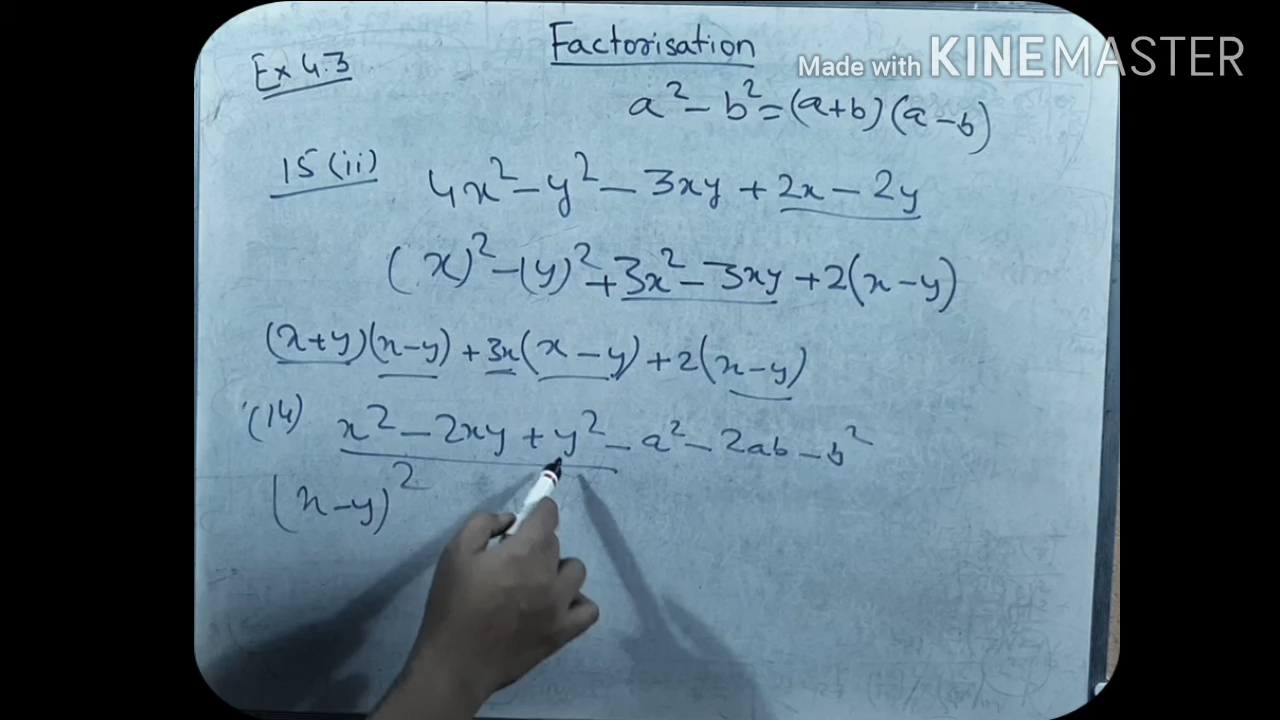 Factorisation
Made with KINEMASTER
Ex 4.3
a² - b² = (a+b) (a-b)
15 (ii) 4x² - y² - 3xy + 2x - 2y
(x)² - (y)² + 3x² - 3xy + 2(x-y)
(x+y)(x-y) + 3x(x-y) + 2(x-y)
(14) x² - 2xy + y² - a² - 2ab - b²
(x-y)²